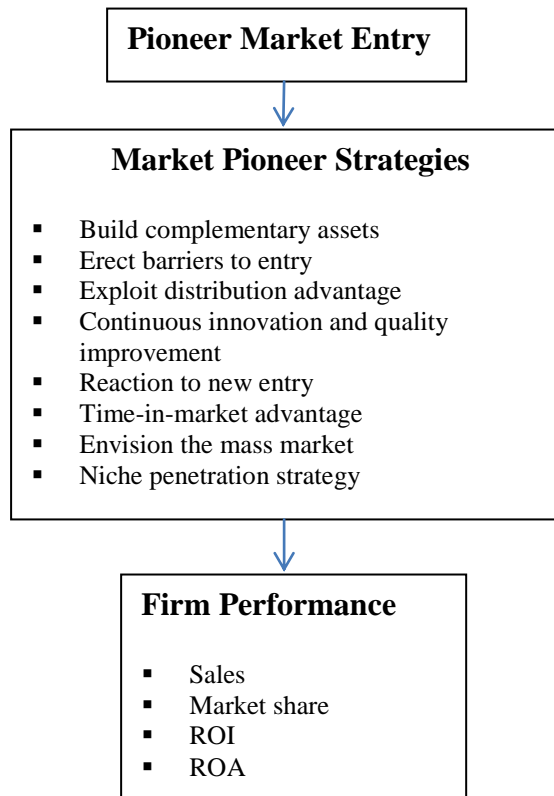 Pioneer Market Entry
Market Pioneer Strategies
▪ Build complementary assets
▪ Erect barriers to entry
▪ Exploit distribution advantage
▪ Continuous innovation and quality
improvement
▪ Reaction to new entry
▪ Time-in-market advantage
▪ Envision the mass market
▪ Niche penetration strategy
Firm Performance
▪ Sales
▪ Market share
▪ ROI
▪ ROA